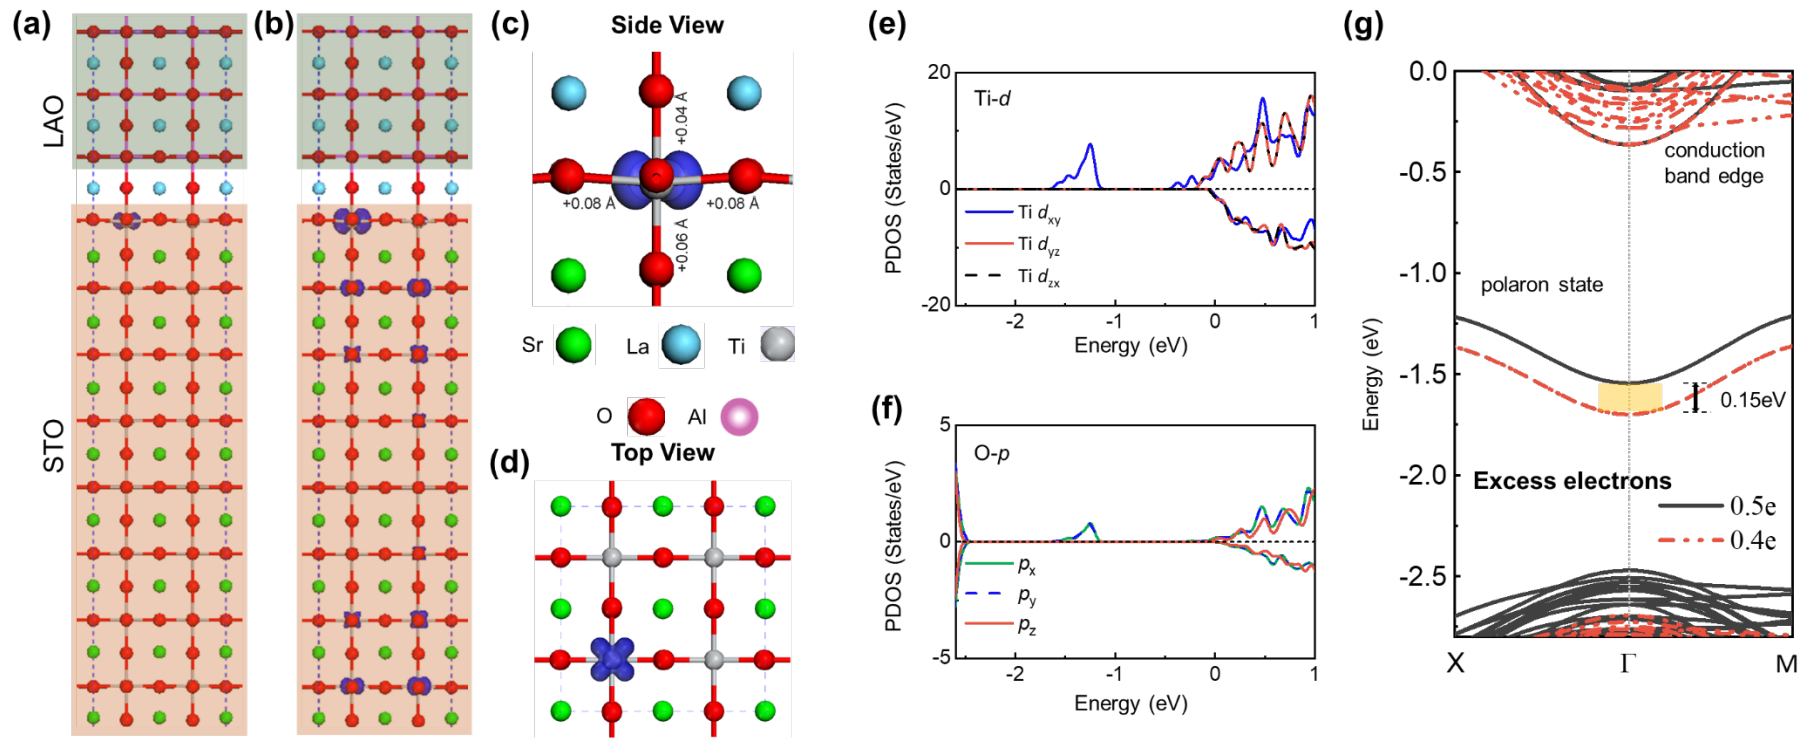 (a)
LAO
STO
(b)
(c)
Side View
+0.04 Å
+0.08 Å
+0.08 Å
+0.06 Å
Sr
La
Ti
O
Al
(d)
Top View
(e)
20
0
-20
PDOS (States/eV)
Ti-d
Ti dxy
Ti dyz
Ti dzx
-2
-1
0
1
Energy (eV)
(f)
5
0
-5
PDOS (States/eV)
O-p
px
py
pz
-2
-1
0
1
Energy (eV)
(g)
0.0
-0.5
-1.0
-1.5
-2.0
-2.5
Energy (eV)
conduction
band edge
polaron state
0.15eV
Excess electrons
0.5e
0.4e
X
Γ
M